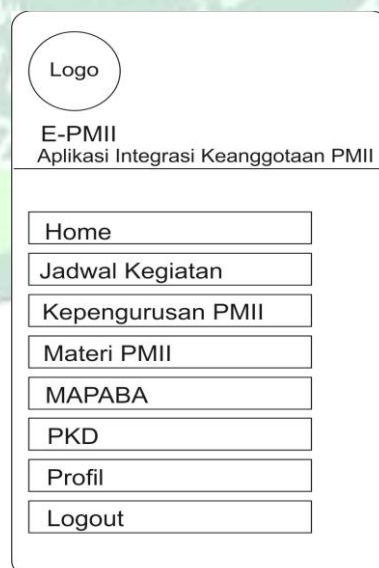 Logo
E-PMII
Aplikasi Integrasi Keanggotaan PMII
Home
Jadwal Kegiatan
Kepengurusan PMII
Materi PMII
MAPABA
PKD
Profil
Logout